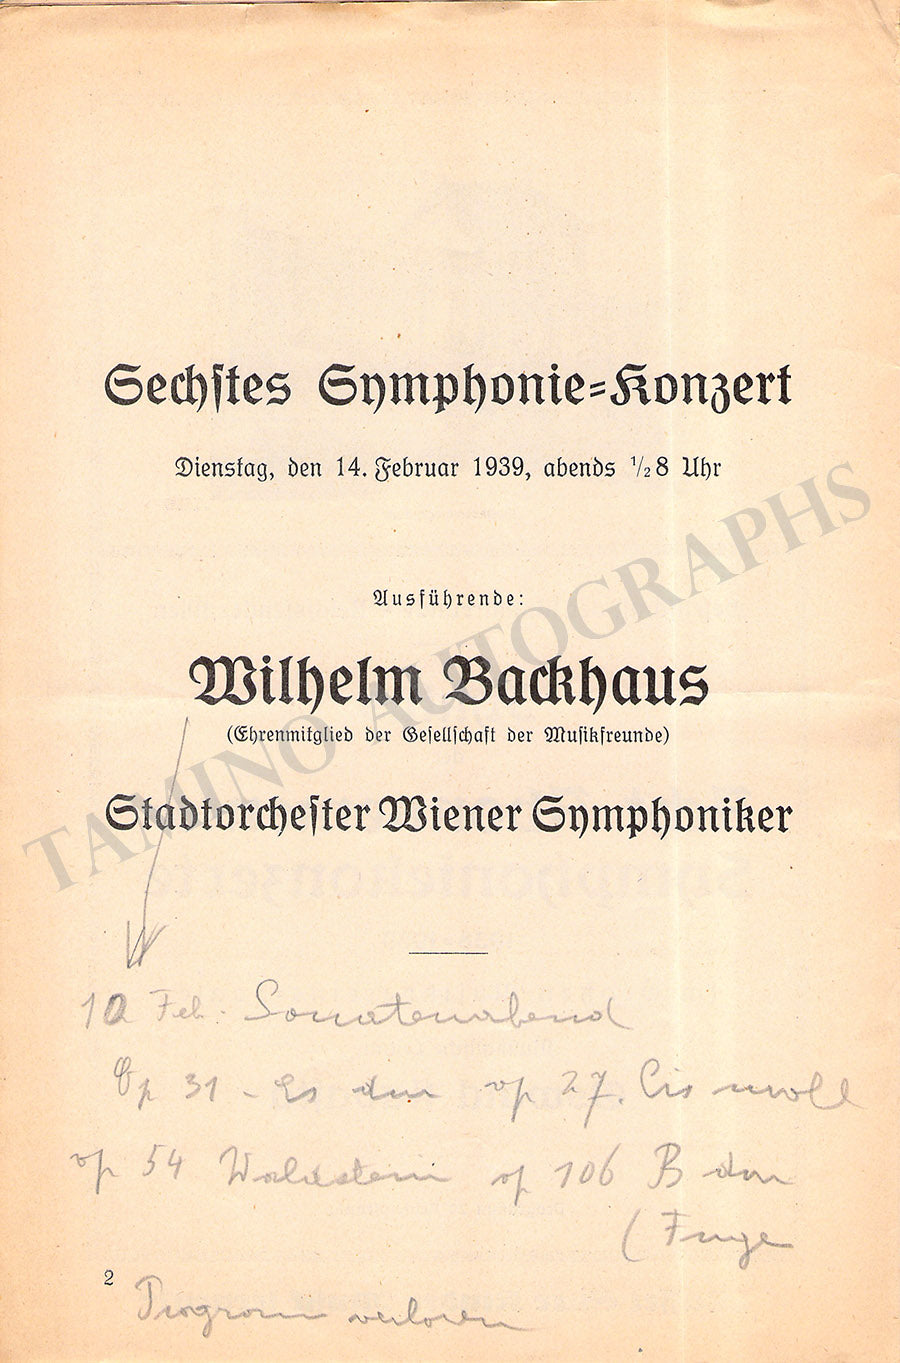 Sechstes Symphonie=Konzert
Dienstag, den 14. Februar 1939, abends 1/2 8 Uhr
Ausführende:
Wilhelm Backhaus
(Ehrenmitglied der Gesellschaft der Musikfreunde)
Stadtorchester Wiener Symphoniker
TAMINO AUTOGRAPHS
10 Feb. Sonatenabend
Op 31 - Es dur op 27. Cis moll
op 54 Waldstein op 106 B dur
(Fuge
2
Program verloren